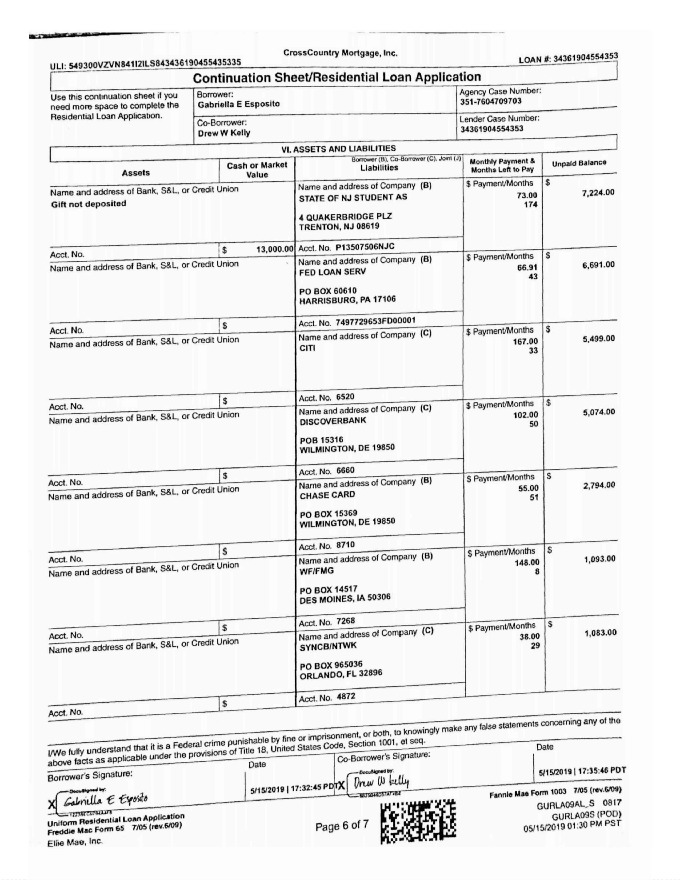 CrossCountry Mortgage, Inc.
ULI: 549300VZVN841I2ILS843436190455435335
LOAN #: 34361904554353
Continuation Sheet/Residential Loan Application
Use this continuation sheet if you need more space to complete the Residential Loan Application.
Borrower:
Gabriella E Esposito
Agency Case Number:
351-7604709703
Co-Borrower:
Drew W Kelly
Lender Case Number:
34361904554353
VI. ASSETS AND LIABILITIES
Assets
Cash or Market Value
Borrower (B), Co-Borrower (C), Joint (J)
Liabilities
Monthly Payment & Months Left to Pay
Unpaid Balance
Name and address of Bank, S&L, or Credit Union
Gift not deposited
Name and address of Company (B)
STATE OF NJ STUDENT AS
4 QUAKERBRIDGE PLZ
TRENTON, NJ 08619
$ Payment/Months
73.00
174
$
7,224.00
Acct. No.
$ 13,000.00
Acct. No. P13507506NJC
Name and address of Bank, S&L, or Credit Union
Name and address of Company (B)
FED LOAN SERV
PO BOX 60610
HARRISBURG, PA 17106
$ Payment/Months
66.91
43
$
6,691.00
Acct. No.
$
Acct. No. 7497729653FD00001
Name and address of Bank, S&L, or Credit Union
Name and address of Company (C)
CITI
$ Payment/Months
167.00
33
$
5,499.00
Acct. No.
$
Acct. No. 6520
Name and address of Bank, S&L, or Credit Union
Name and address of Company (C)
DISCOVERBANK
POB 15316
WILMINGTON, DE 19850
$ Payment/Months
102.00
50
$
5,074.00
Acct. No.
$
Acct. No. 6660
Name and address of Bank, S&L, or Credit Union
Name and address of Company (B)
CHASE CARD
PO BOX 15369
WILMINGTON, DE 19850
$ Payment/Months
55.00
51
$
2,794.00
Acct. No.
$
Acct. No. 8710
Name and address of Bank, S&L, or Credit Union
Name and address of Company (B)
WF/FMG
PO BOX 14517
DES MOINES, IA 50306
$ Payment/Months
148.00
8
$
1,093.00
Acct. No.
$
Acct. No. 7268
Name and address of Bank, S&L, or Credit Union
Name and address of Company (C)
SYNCB/NTWK
PO BOX 965036
ORLANDO, FL 32896
$ Payment/Months
38.00
29
$
1,083.00
Acct. No.
$
Acct. No. 4872
I/We fully understand that it is a Federal crime punishable by fine or imprisonment, or both, to knowingly make any false statements concerning any of the
above facts as applicable under the provisions of Title 18, United States Code, Section 1001, et seq.
Borrower's Signature:
Date
Co-Borrower's Signature:
Date
DocuSigned by:
X Gabriella E Esposito
5/15/2019 | 17:32:45 PDT
DocuSigned by:
X Drew W Kelly
5/15/2019 | 17:35:46 PDT
Uniform Residential Loan Application
Freddie Mac Form 65 7/05 (rev.6/09)
Fannie Mae Form 1003 7/05 (rev.6/09)
Ellie Mae, Inc.
Page 6 of 7
GURLA09AL_S 0817
GURLA09S (POD)
05/15/2019 01:30 PM PST